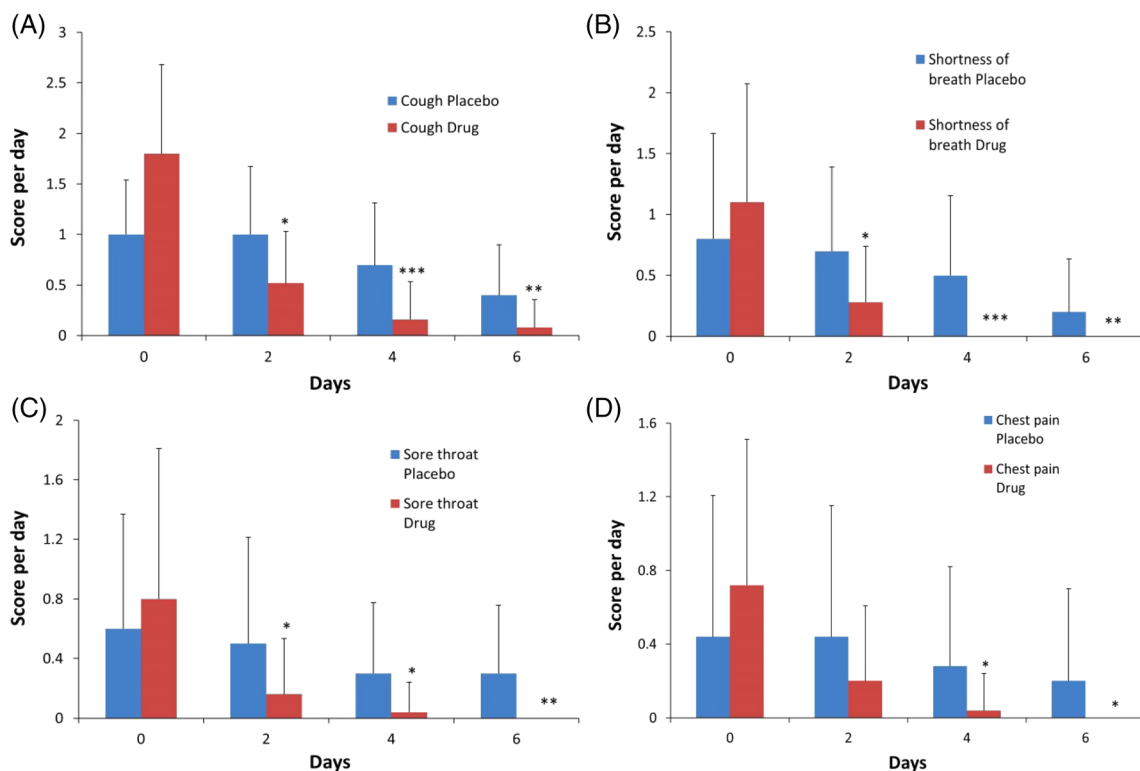 (A)
3
2.5
2
1.5
1
0.5
0
Score per day
Cough Placebo
Cough Drug
*
***
**
0 2 4 6
Days
(B)
2.5
2
1.5
1
0.5
0
Score per day
Shortness of
breath Placebo
Shortness of
breath Drug
*
***
**
0 2 4 6
Days
(C)
2
1.6
1.2
0.8
0.4
0
Score per day
Sore throat
Placebo
Sore throat
Drug
*
*
**
0 2 4 6
Days
(D)
1.6
1.2
0.8
0.4
0
Score per day
Chest pain
Placebo
Chest pain
Drug
*
*
0 2 4 6
Days